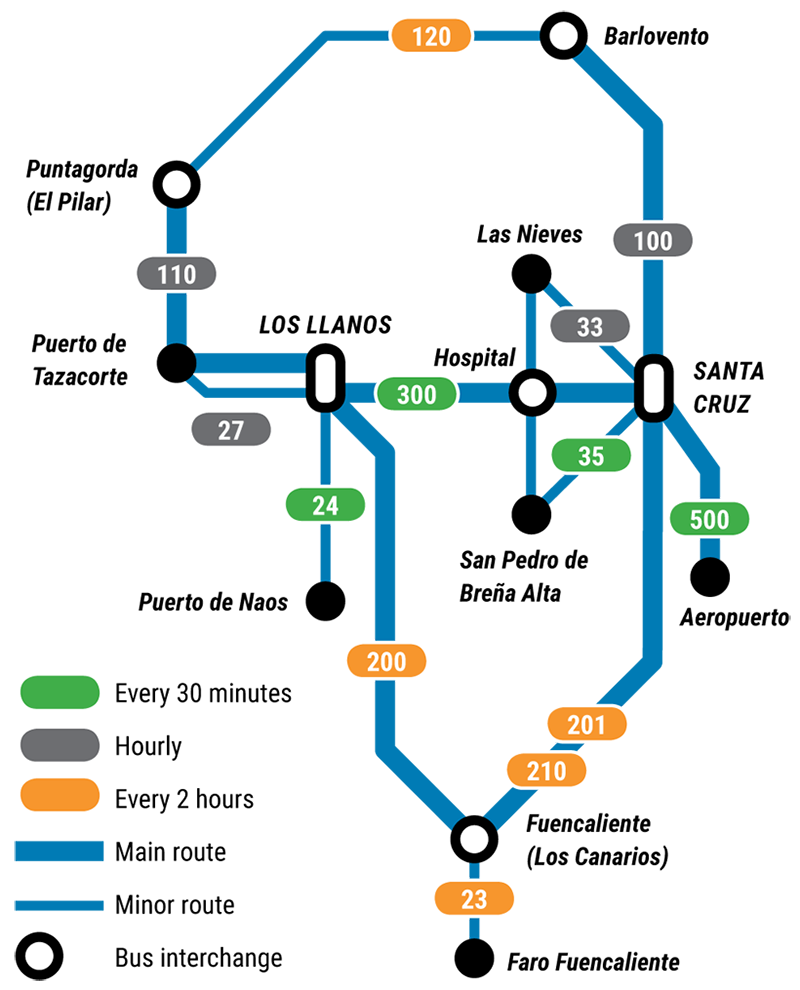 120
Barlovento
Puntagorda
(El Pilar)
110
Las Nieves
100
33
LOS LLANOS
Puerto de
Tazacorte
Hospital
SANTA
CRUZ
300
27
35
24
500
San Pedro de
Breña Alta
Puerto de Naos
Aeropuerto
200
201
210
Fuencaliente
(Los Canarios)
23
Faro Fuencaliente
Every 30 minutes
Hourly
Every 2 hours
Main route
Minor route
Bus interchange